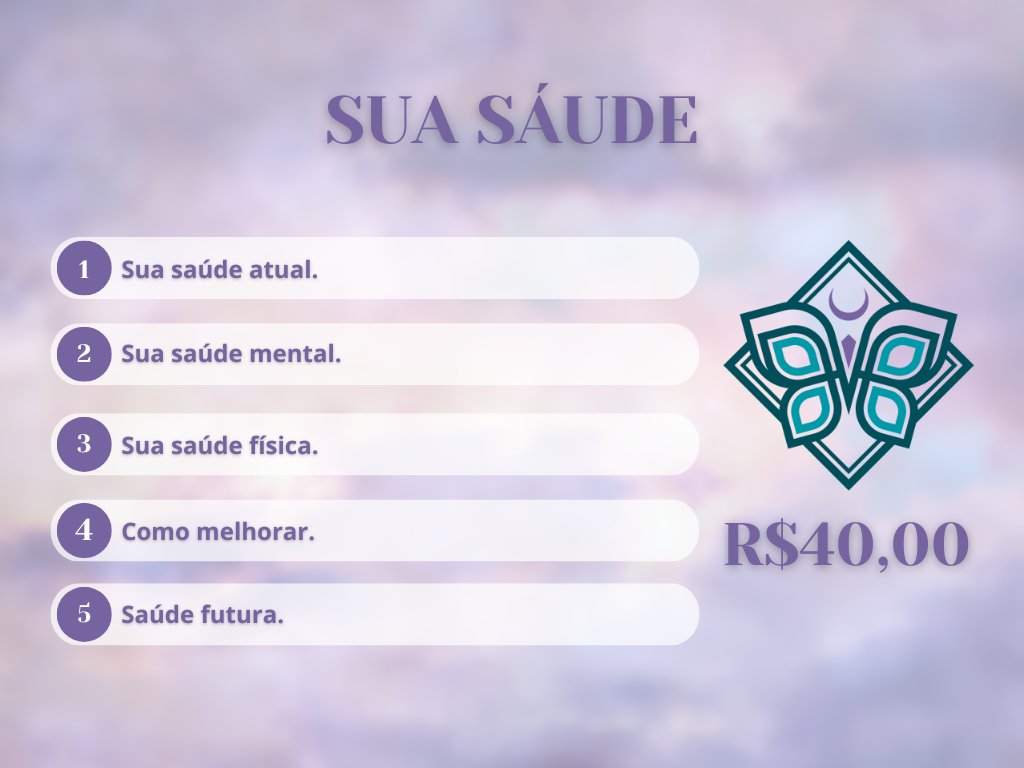 SUA SÁUDE
1 Sua saúde atual.
2 Sua saúde mental.
3 Sua saúde física.
4 Como melhorar.
5 Saúde futura.
R$40,00